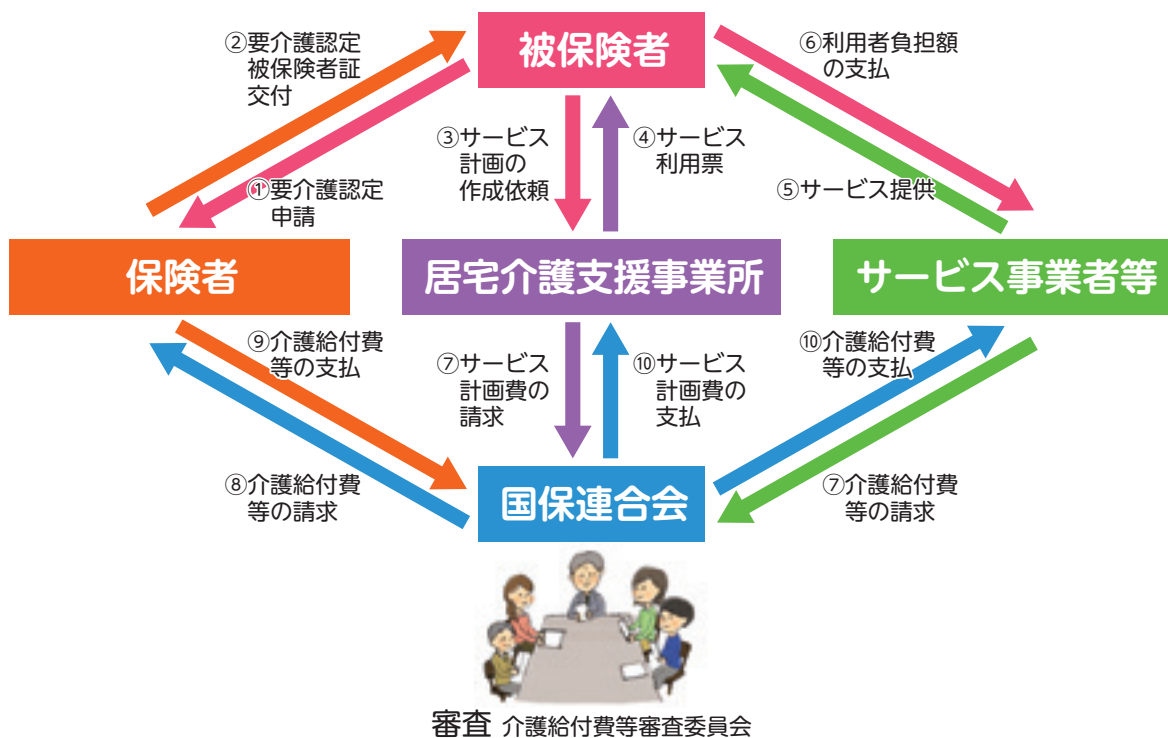 ②要介護認定
被保険者証
交付
被保険者
⑥利用者負担額
の支払
③サービス
計画の
作成依頼
④サービス
利用票
①要介護認定
申請
⑤サービス提供
保険者
居宅介護支援事業所
サービス事業者等
⑨介護給付費
等の支払
⑦サービス
計画費の
請求
⑩サービス
計画費の
支払
⑩介護給付費
等の支払
⑧介護給付費
等の請求
国保連合会
⑦介護給付費
等の請求
審査 介護給付費等審査委員会